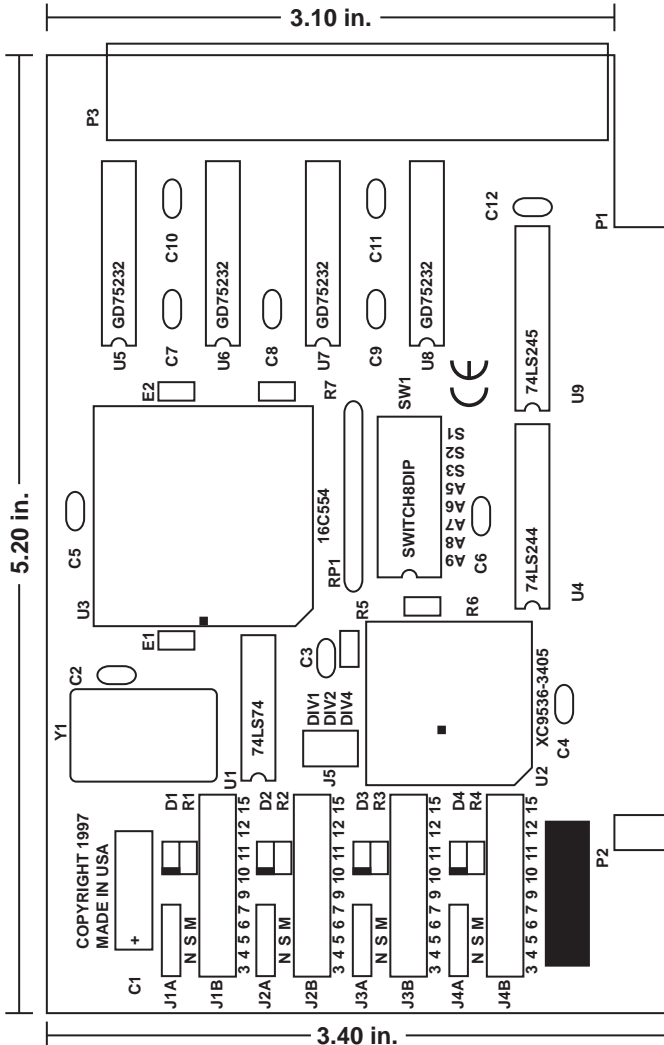 3.10 in.
5.20 in.
P3
P1
C12
C10
C11
U5
GD75232
U6
GD75232
U7
GD75232
U8
GD75232
C7
C8
C9
E2
R7
SW1
CE
74LS245
U9
S1
S2
S3
A5
A6
A7
A8
A9
SWITCH8DIP
C6
16C554
RP1
C5
U3
74LS244
U4
E1
R5
R6
C3
C2
Y1
74LS74
U1
DIV1
DIV2
DIV4
J5
XC9536-3405
U2
C4
COPYRIGHT 1997
MADE IN USA
+
C1
D1
R1
D2
R2
D3
R3
D4
R4
N S M
N S M
N S M
N S M
J1A
J1B
3 4 5 6 7 9 10 11 12 15
J2A
J2B
3 4 5 6 7 9 10 11 12 15
J3A
J3B
3 4 5 6 7 9 10 11 12 15
J4A
J4B
3 4 5 6 7 9 10 11 12 15
P2
3.40 in.